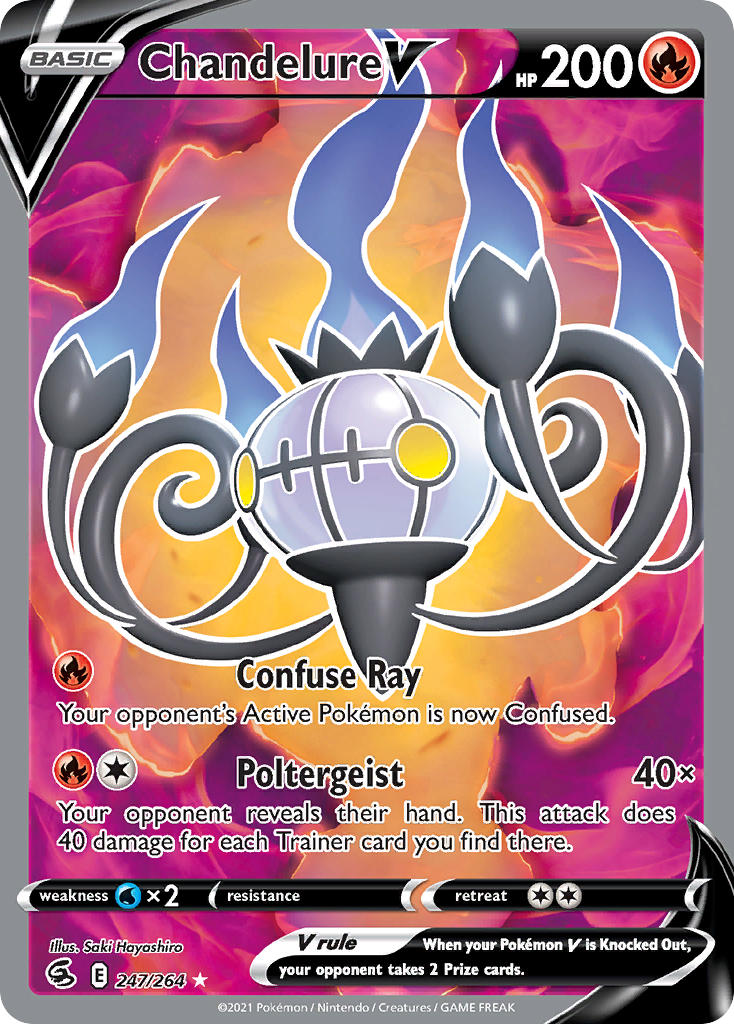 BASIC Chandelure V HP 200
Confuse Ray
Your opponent's Active Pokémon is now Confused.
Poltergeist 40×
Your opponent reveals their hand. This attack does
40 damage for each Trainer card you find there.
weakness ×2 resistance retreat
Illus. Saki Hayashiro
V rule When your Pokémon V is Knocked Out,
your opponent takes 2 Prize cards.
E 247/264 ★
©2021 Pokémon / Nintendo / Creatures / GAME FREAK